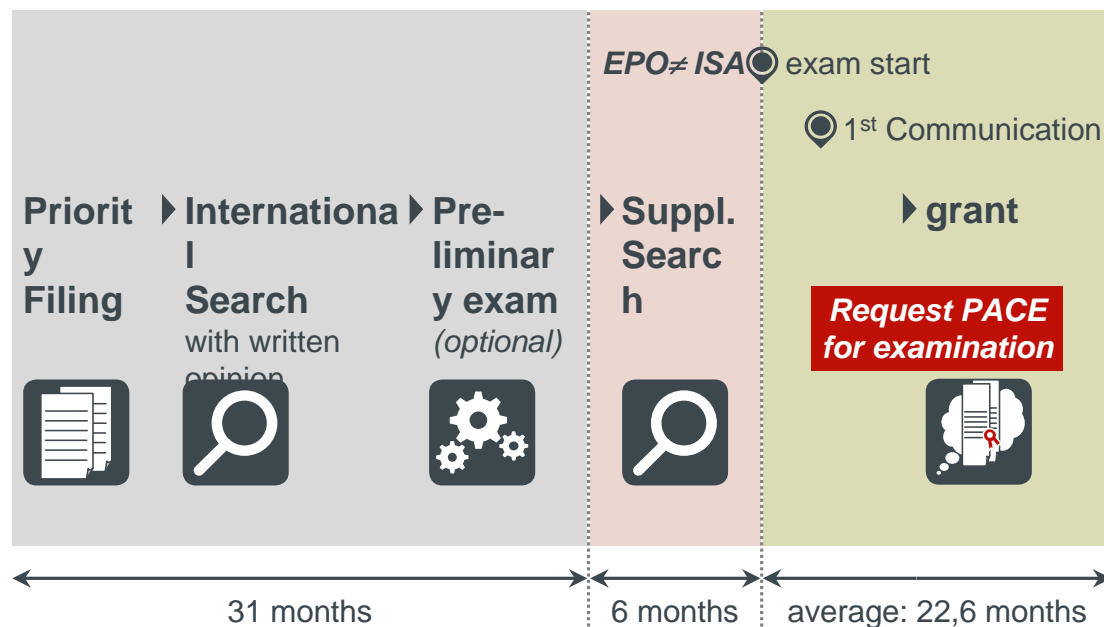 EPO≠ ISA
exam start
1st Communication
Priorit
y
Filing
Internationa
l
Search
with written
opinion
Pre-
liminar
y exam
(optional)
Suppl.
Searc
h
grant
Request PACE
for examination
31 months
6 months
average: 22,6 months